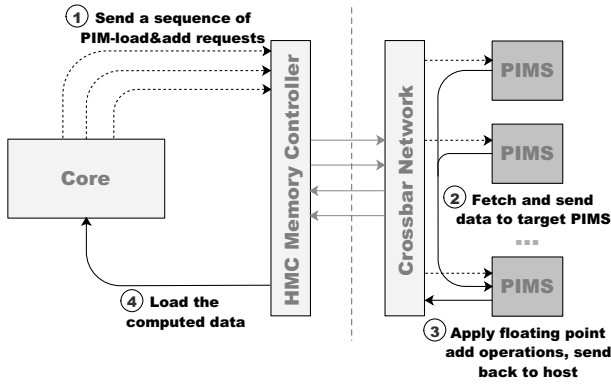 ① Send a sequence of
PIM-load&add requests
Core
HMC Memory Controller
Crossbar Network
PIMS
PIMS
② Fetch and send
data to target PIMS
...
PIMS
④ Load the
computed data
③ Apply floating point
add operations, send
back to host